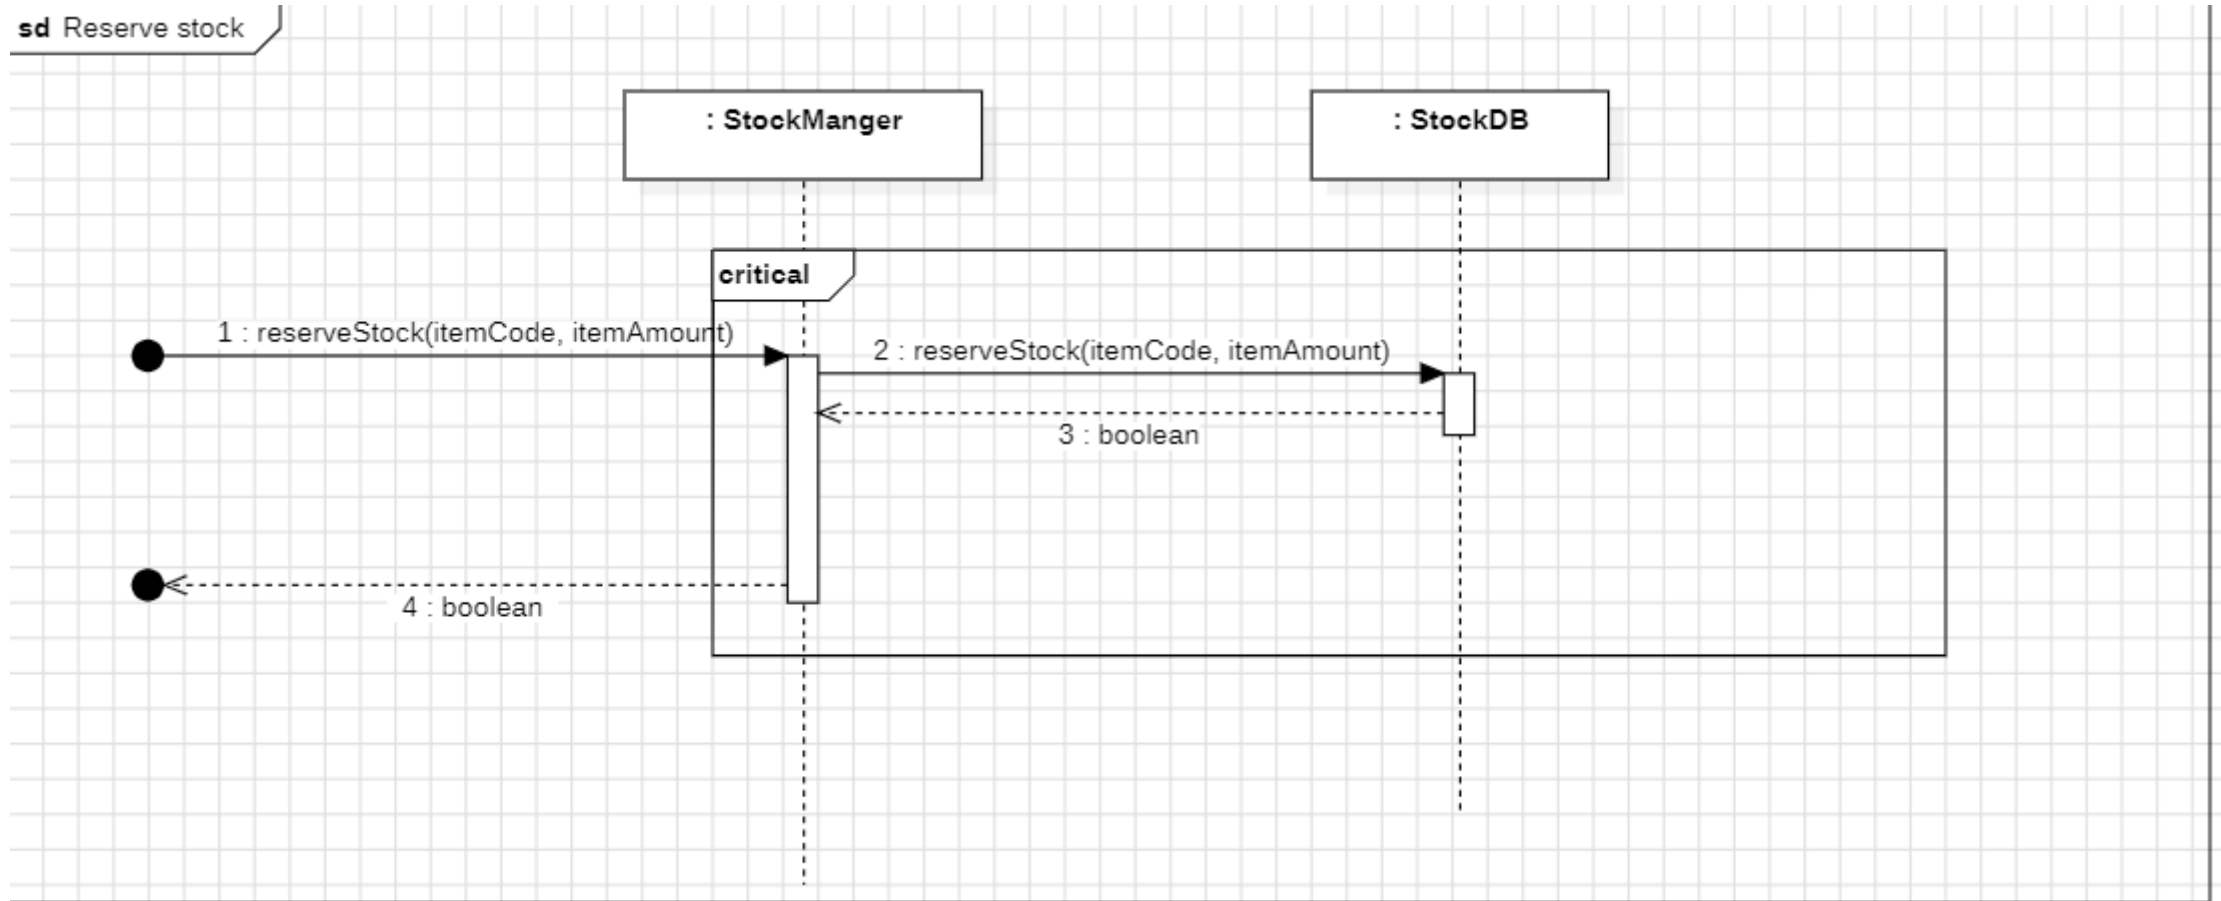 sd Reserve stock
: StockManger
: StockDB
critical
1 : reserveStock(itemCode, itemAmount)
2 : reserveStock(itemCode, itemAmount)
3 : boolean
4 : boolean